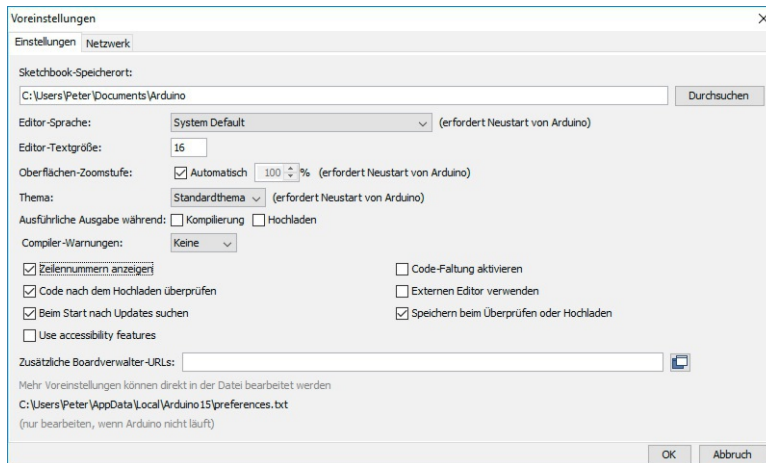 Voreinstellungen
Einstellungen Netzwerk
Sketchbook-Speicherort:
C:\Users\Peter\Documents\Arduino Durchsuchen
Editor-Sprache: System Default (erfordert Neustart von Arduino)
Editor-Textgröße: 16
Oberflächen-Zoomstufe: Automatisch 100 % (erfordert Neustart von Arduino)
Thema: Standardthema (erfordert Neustart von Arduino)
Ausführliche Ausgabe während: Kompilierung Hochladen
Compiler-Warnungen: Keine
Zeilennummern anzeigen Code-Faltung aktivieren
Code nach dem Hochladen überprüfen Externen Editor verwenden
Beim Start nach Updates suchen Speichern beim Überprüfen oder Hochladen
Use accessibility features
Zusätzliche Boardverwalter-URLs:
Mehr Voreinstellungen können direkt in der Datei bearbeitet werden
C:\Users\Peter\AppData\Local\Arduino15\preferences.txt
(nur bearbeiten, wenn Arduino nicht läuft)
OK Abbruch